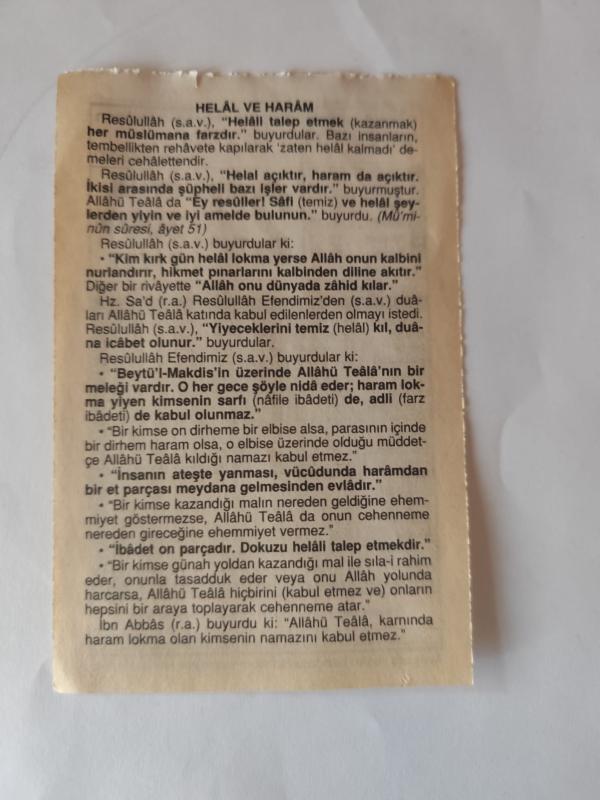 HELÂL VE HARÂM
Resûlullâh (s.a.v.), “Helâli talep etmek (kazanmak)
her müslümana farzdır.” buyurdular. Bazı insanların,
tembellikten rehâvete kapılarak ‘zaten helâl kalmadı’ de-
meleri cehâlettendir.
Resûlullâh (s.a.v.), “Helal açıktır, haram da açıktır.
İkisi arasında şüpheli bazı işler vardır.” buyurmuştur.
Allâhü Teâlâ da “Ey resûller! Sâfi (temiz) ve helâl şey-
lerden yiyin ve iyi amelde bulunun.” buyurdu. (Mü’mi-
nûn sûresi, âyet 51)
Resûlullâh (s.a.v.) buyurdular ki:
• “Kim kırk gün helâl lokma yerse Allâh onun kalbini
nurlandırır, hikmet pınarlarını kalbinden diline akıtır.”
Diğer bir rivâyette “Allâh onu dünyada zâhid kılar.”
Hz. Sa’d (r.a.) Resûlullâh Efendimiz’den (s.a.v.) duâ-
ları Allâhü Teâlâ katında kabul edilenlerden olmayı istedi.
Resûlullâh (s.a.v.), “Yiyeceklerini temiz (helâl) kıl, duâ-
na icâbet olunur.” buyurdular.
Resûlullâh Efendimiz (s.a.v.) buyurdular ki:
• “Beytü’l-Makdis’in üzerinde Allâhü Teâlâ’nın bir
meleği vardır. O her gece şöyle nidâ eder; haram lok-
ma yiyen kimsenin sarfı (nâfile ibâdeti) de, adli (farz
ibâdeti) de kabul olunmaz.”
• “Bir kimse on dirheme bir elbise alsa, parasının içinde
bir dirhem haram olsa, o elbise üzerinde olduğu müddet-
çe Allâhü Teâlâ kıldığı namazı kabul etmez.”
• “İnsanın ateşte yanması, vücûdunda harâmdan
bir et parçası meydana gelmesinden evlâdır.”
• “Bir kimse kazandığı malın nereden geldiğine ehem-
miyet göstermezse, Allâhü Teâlâ da onun cehenneme
nereden gireceğine ehemmiyet vermez.”
• “İbâdet on parçadır. Dokuzu helâli talep etmekdir.”
• “Bir kimse günah yoldan kazandığı mal ile sıla-i rahim
eder, onunla tasadduk eder veya onu Allâh yolunda
harcarsa, Allâhü Teâlâ hiçbirini (kabul etmez ve) onların
hepsini bir araya toplayarak cehenneme atar.”
İbn Abbâs (r.a.) buyurdu ki: “Allâhü Teâlâ, karnında
haram lokma olan kimsenin namazını kabul etmez.”